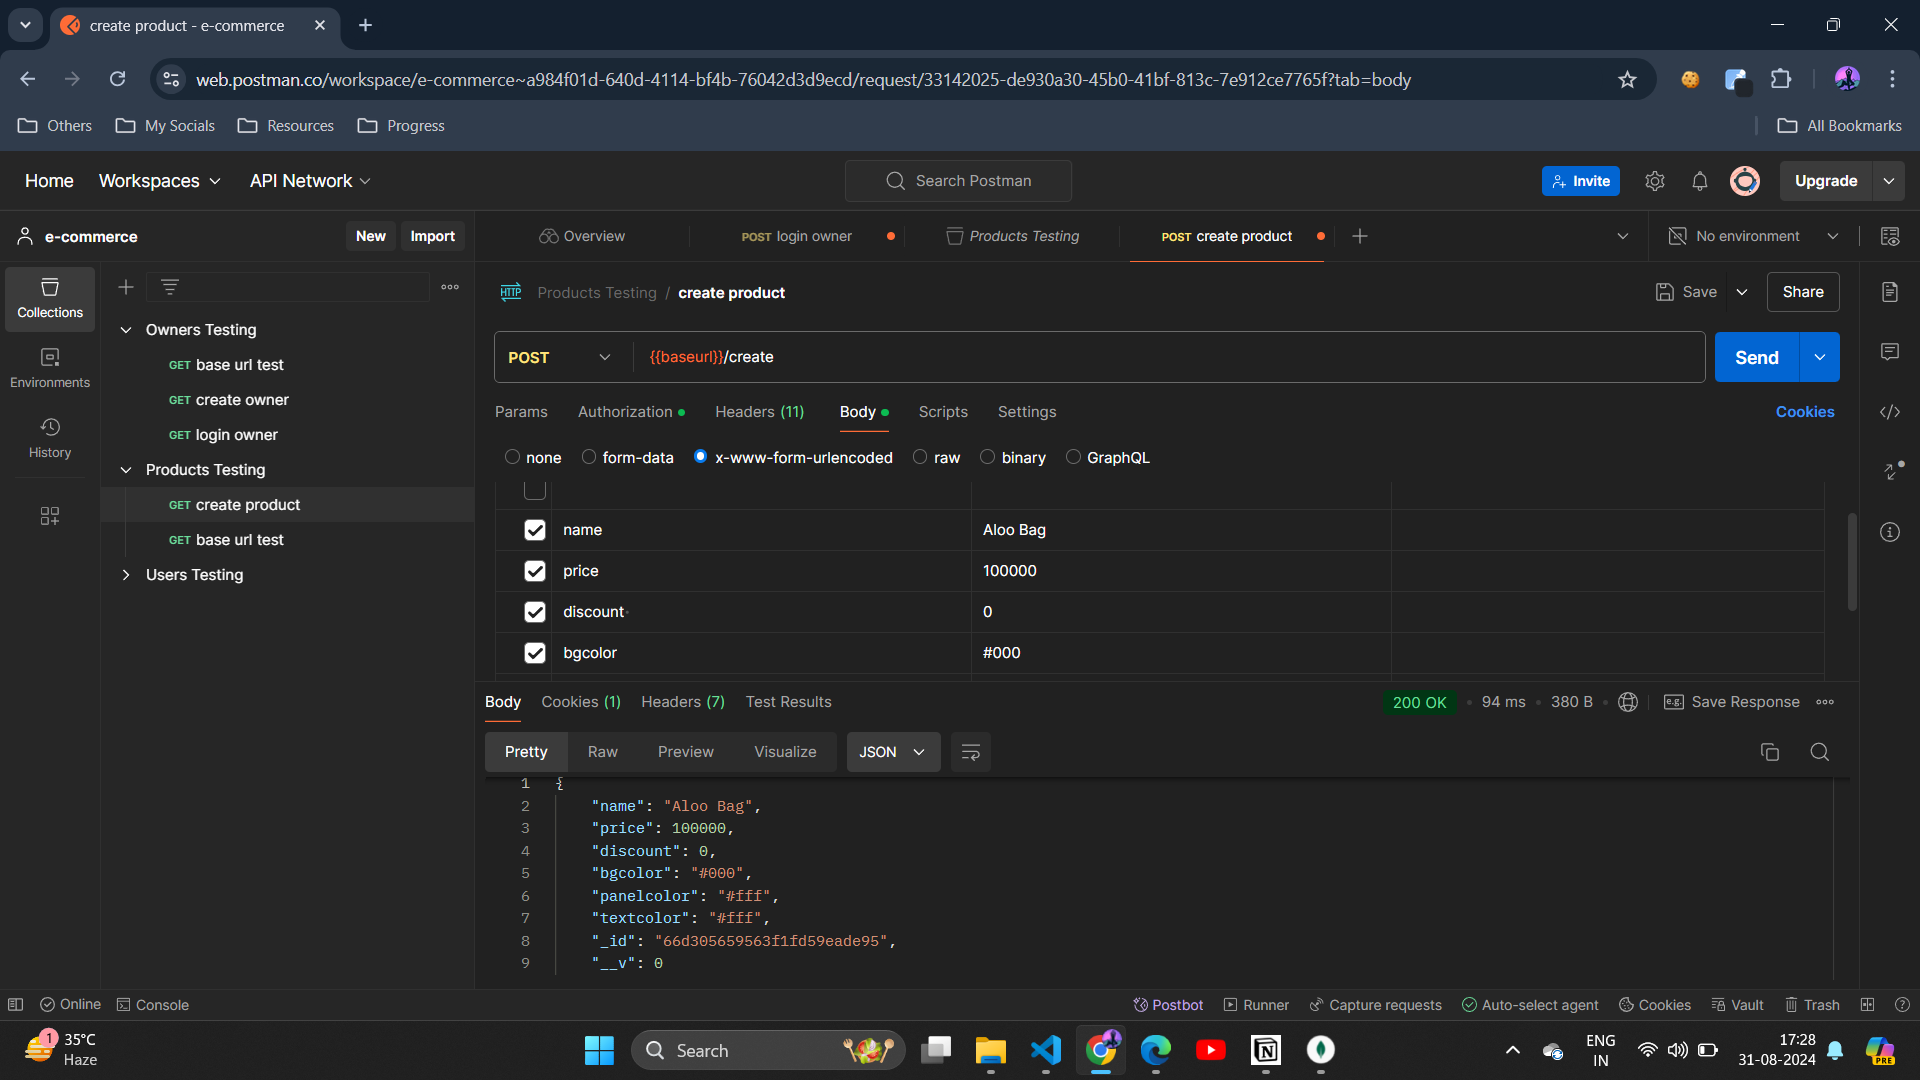 create product - e-commerce
web.postman.co/workspace/e-commerce~a984f01d-640d-4114-bf4b-76042d3d9ecd/request/33142025-de930a30-45b0-41bf-813c-7e912ce7765f?tab=body
Others My Socials Resources Progress All Bookmarks
Home Workspaces API Network Search Postman Invite Upgrade
e-commerce New Import Overview POST login owner Products Testing POST create product No environment
Collections
Environments
History
Owners Testing
GET base url test
GET create owner
GET login owner
Products Testing
GET create product
GET base url test
Users Testing
HTTP Products Testing / create product Save Share
POST {{baseurl}}/create Send
Params Authorization Headers (11) Body Scripts Settings Cookies
none form-data x-www-form-urlencoded raw binary GraphQL
name Aloo Bag
price 100000
discount 0
bgcolor #000
Body Cookies (1) Headers (7) Test Results 200 OK 94 ms 380 B e.g. Save Response
Pretty Raw Preview Visualize JSON
1 {
2 "name": "Aloo Bag",
3 "price": 100000,
4 "discount": 0,
5 "bgcolor": "#000",
6 "panelcolor": "#fff",
7 "textcolor": "#fff",
8 "_id": "66d305659563f1fd59eade95",
9 "__v": 0
Online Console Postbot Runner Capture requests Auto-select agent Cookies Vault Trash
1 35°C
Haze
Search
ENG
IN
17:28
31-08-2024
PRE